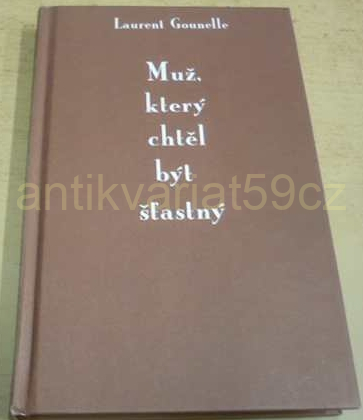 Laurent Gounelle
Muž,
který
chtěl
být
antikvariat59cz
šťastný